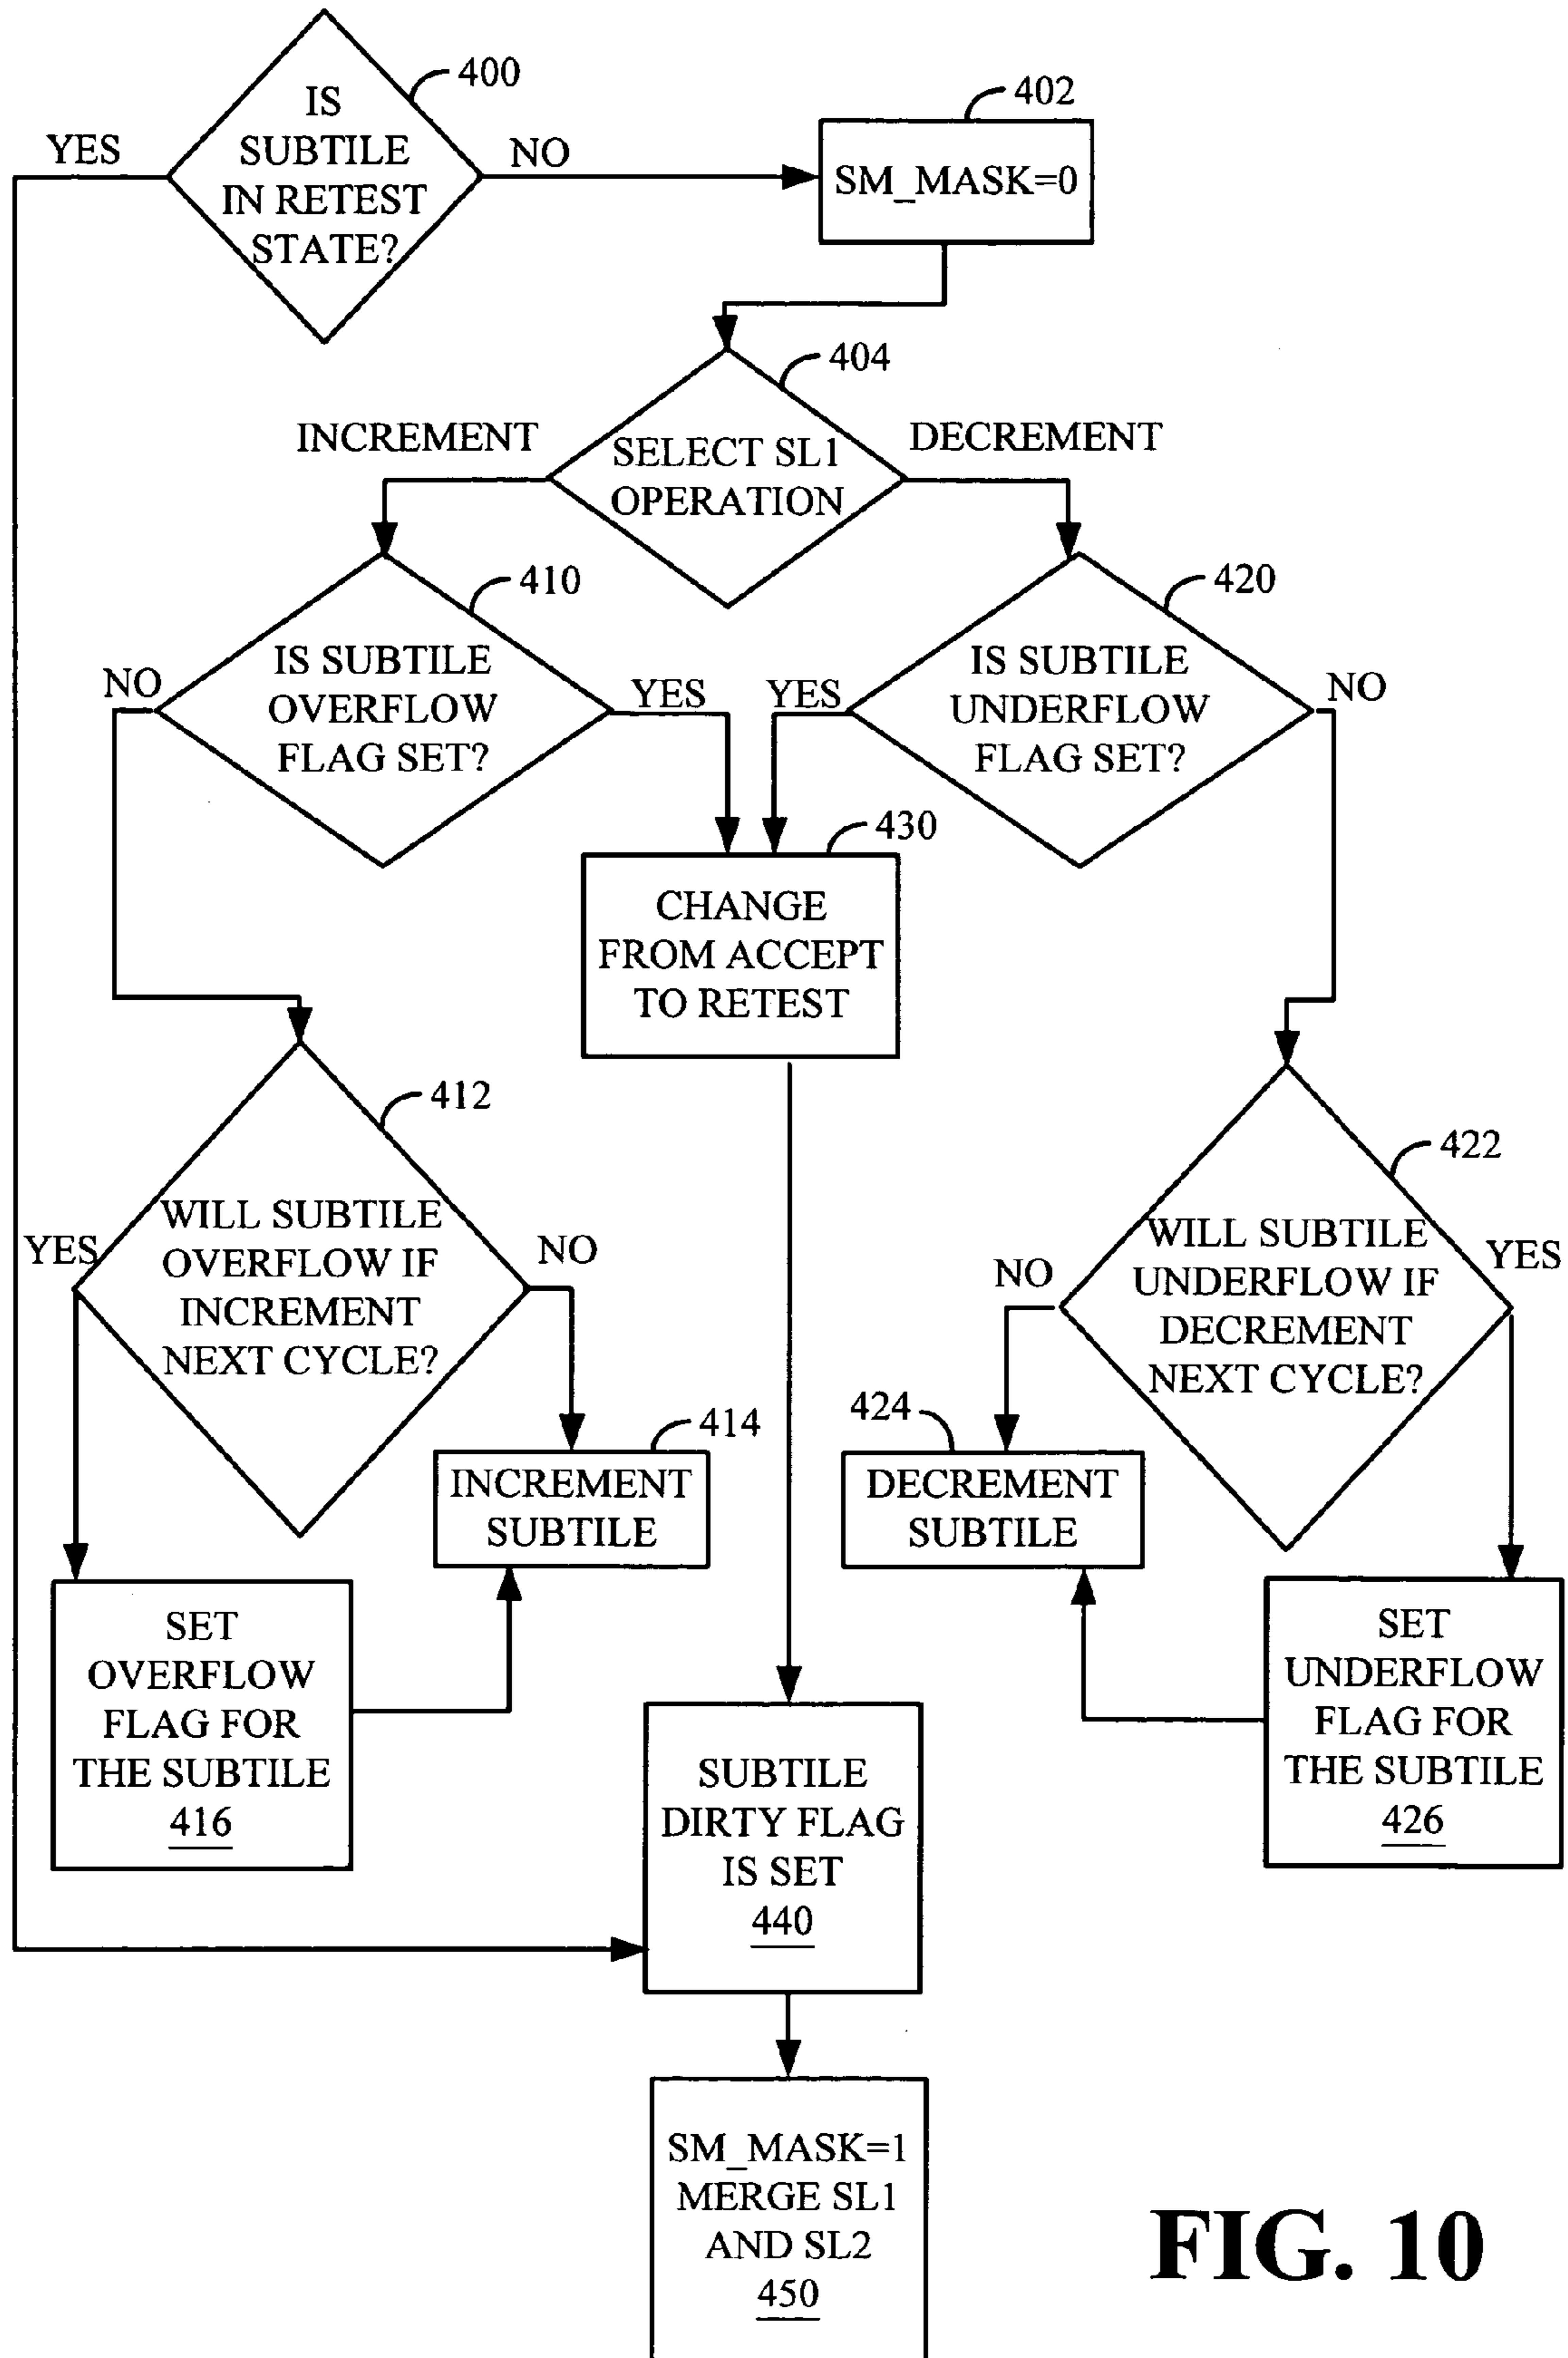 400
IS
SUBTILE
IN RETEST
STATE?
YES
NO
402
SM_MASK=0
404
SELECT SL1
OPERATION
INCREMENT
DECREMENT
410
IS SUBTILE
OVERFLOW
FLAG SET?
NO
YES
420
IS SUBTILE
UNDERFLOW
FLAG SET?
YES
NO
430
CHANGE
FROM ACCEPT
TO RETEST
412
WILL SUBTILE
OVERFLOW IF
INCREMENT
NEXT CYCLE?
YES
NO
422
WILL SUBTILE
UNDERFLOW IF
DECREMENT
NEXT CYCLE?
NO
YES
414
INCREMENT
SUBTILE
424
DECREMENT
SUBTILE
SET
OVERFLOW
FLAG FOR
THE SUBTILE
416
SET
UNDERFLOW
FLAG FOR
THE SUBTILE
426
SUBTILE
DIRTY FLAG
IS SET
440
SM_MASK=1
MERGE SL1
AND SL2
450
FIG. 10